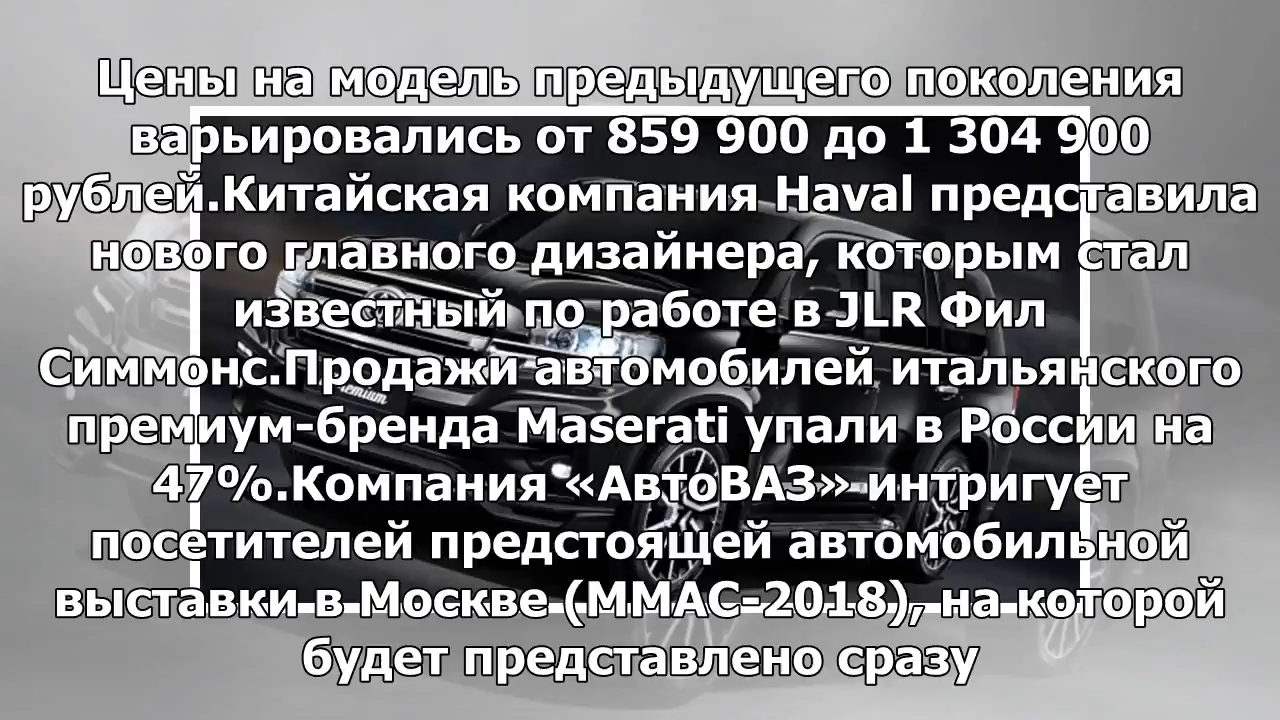 Цены на модель предыдущего поколения
варьировались от 859 900 до 1 304 900
рублей.Китайская компания Haval представила
нового главного дизайнера, которым стал
известный по работе в JLR Фил
Симмонс.Продажи автомобилей итальянского
премиум-бренда Maserati упали в России на
47%.Компания «АвтоВАЗ» интригует
посетителей предстоящей автомобильной
выставки в Москве (ММАС-2018), на которой
будет представлено сразу
Premium